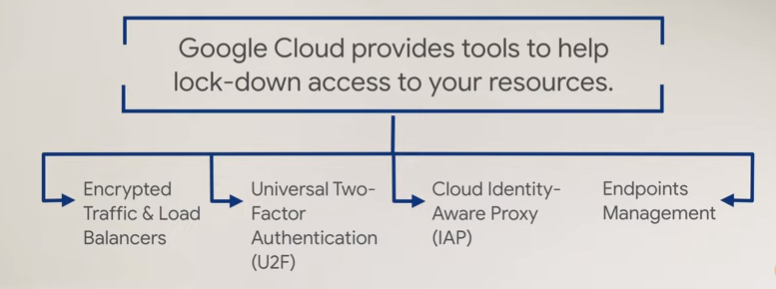 Google Cloud provides tools to help
lock-down access to your resources.
Encrypted
Traffic & Load
Balancers
Universal Two-
Factor
Authentication
(U2F)
Cloud Identity-
Aware Proxy
(IAP)
Endpoints
Management